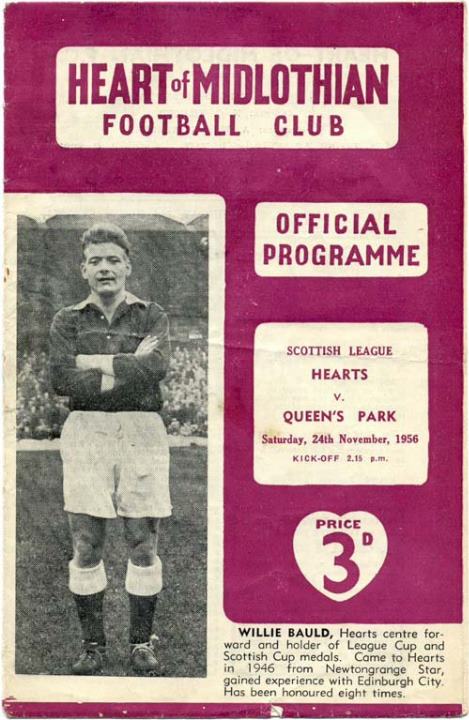 HEART of MIDLOTHIAN
FOOTBALL CLUB
OFFICIAL
PROGRAMME
SCOTTISH LEAGUE
HEARTS
V.
QUEEN'S PARK
Saturday, 24th November, 1956
KICK-OFF 2.15 p.m.
PRICE
3D
WILLIE BAULD, Hearts centre for-
ward and holder of League Cup and
Scottish Cup medals. Came to Hearts
in 1946 from Newtongrange Star,
gained experience with Edinburgh City.
Has been honoured eight times.